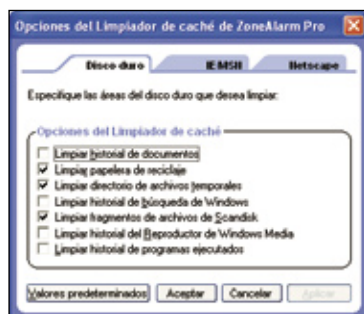 Opciones del Limpiador de caché de ZoneAlarm Pro
Disco duro
IE/MSN
Netscape
Especifique las áreas del disco duro que desea limpiar:
Opciones del Limpiador de caché
Limpiar historial de documentos
Limpiar papelera de reciclaje
Limpiar directorio de archivos temporales
Limpiar historial de búsqueda de Windows
Limpiar fragmentos de archivos de Scandisk
Limpiar historial del Reproductor de Windows Media
Limpiar historial de programas ejecutados
Valores predeterminados
Aceptar
Cancelar
Aplicar